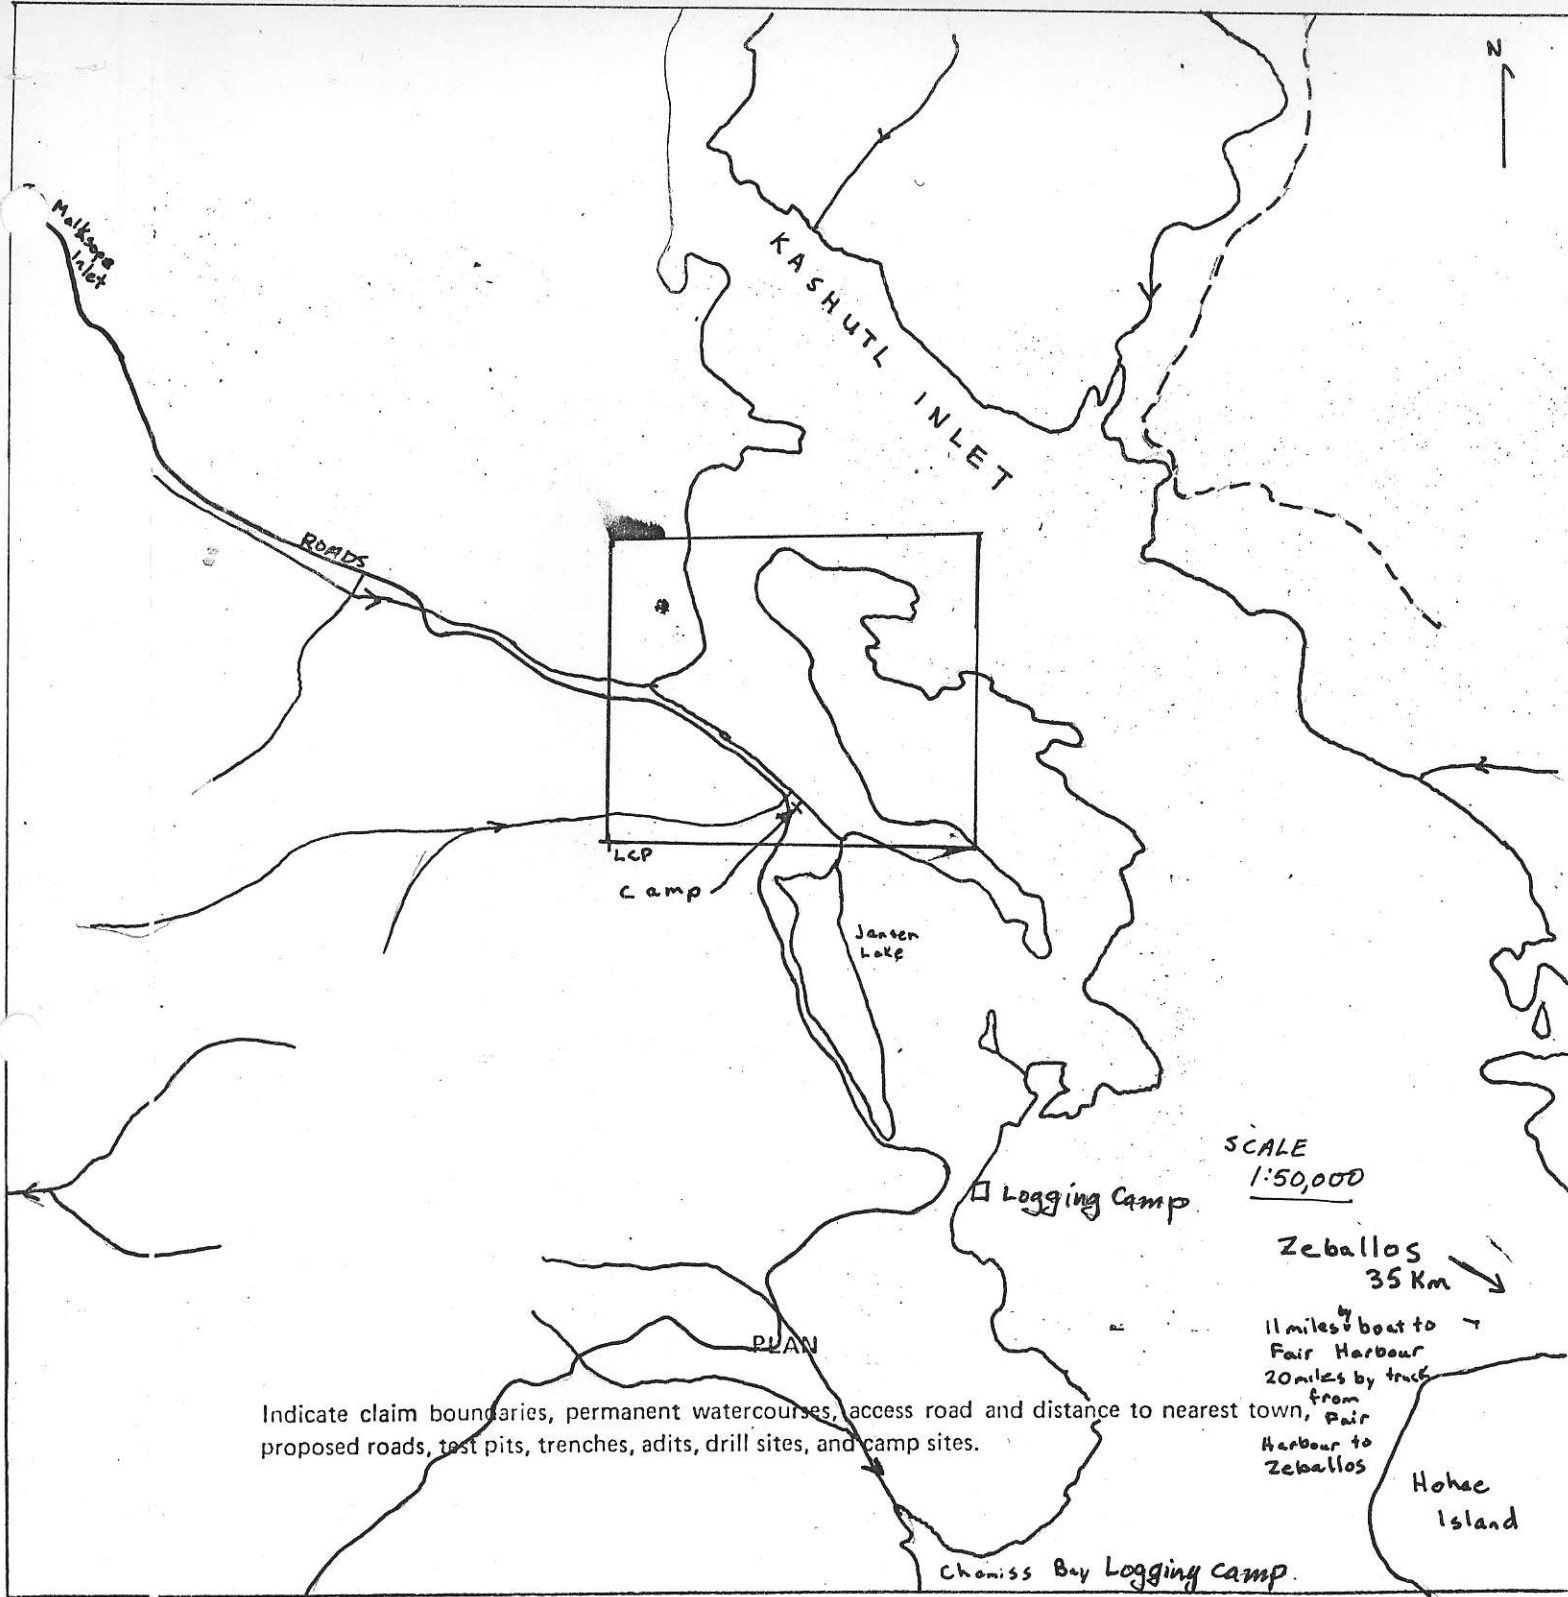 N
Malksope
Inlet
KASHUTL INLET
ROADS
LCP
Camp
Jansen
Lake
SCALE
1:50,000
Logging Camp
Zeballos
35 Km
11 miles by boat to
Fair Harbour
20 miles by truck
from
Fair
Harbour to
Zeballos
PLAN
Indicate claim boundaries, permanent watercourses, access road and distance to nearest town,
proposed roads, test pits, trenches, adits, drill sites, and camp sites.
Hohae
Island
Chamiss Bay Logging Camp.